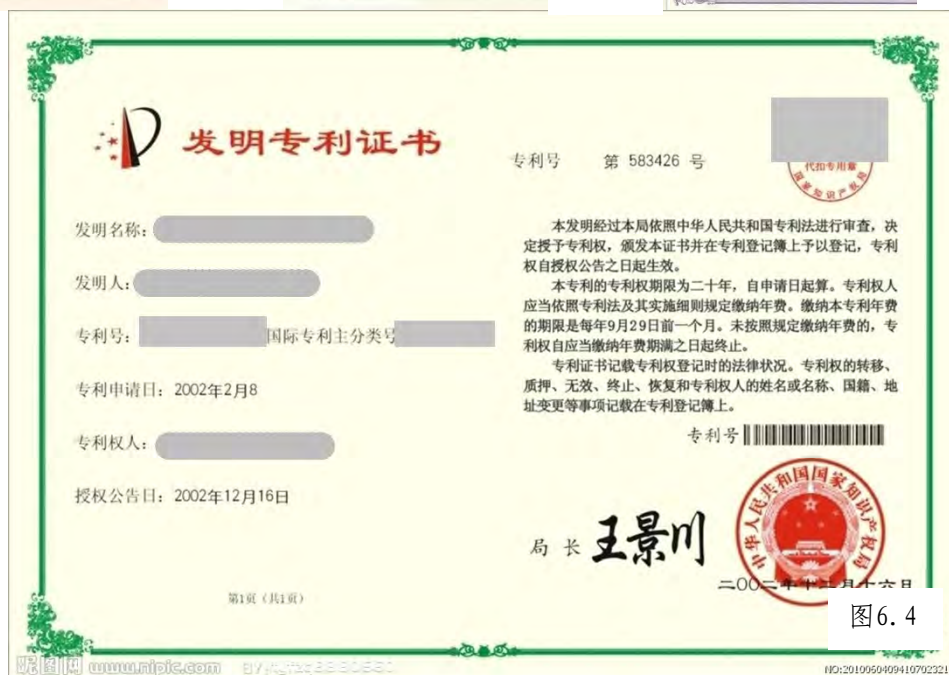 发明专利证书
发明名称:
发明人:
专利号: 国际专利主分类号
专利申请日: 2002年2月8
专利权人:
授权公告日: 2002年12月16日
第1页 (共1页)
专利号 第 583426 号
代扣专用章
国家知识产权局
本发明经过本局依照中华人民共和国专利法进行审查, 决
定授予专利权, 颁发本证书并在专利登记簿上予以登记, 专利
权自授权公告之日起生效。
本专利的专利权期限为二十年, 自申请日起算。专利权人
应当依照专利法及其实施细则规定缴纳年费。缴纳本专利年费
的期限是每年9月29日前一个月。未按照规定缴纳年费的, 专
利权自应当缴纳年费期满之日起终止。
专利证书记载专利权登记时的法律状况。专利权的转移、
质押、无效、终止、恢复和专利权人的姓名或名称、国籍、地
址变更等事项记载在专利登记簿上。
专利号
局 长 王景川
中华人民共和国国家知识产权局
二〇〇二年十二月十六日
图6.4
昵图网 www.nipic.com
NO:20100604094107702321